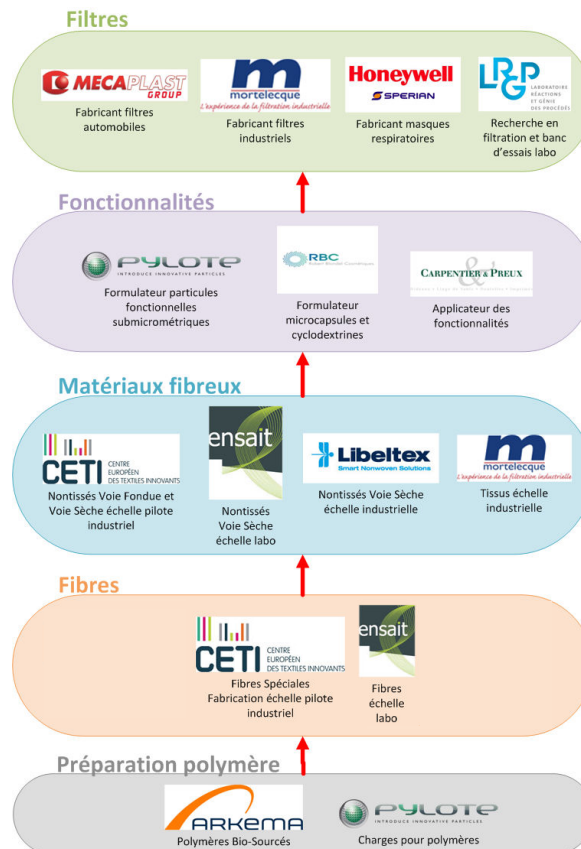 Filtres
MECAPLAST
GROUP
Fabricant filtres
automobiles
m
mortelecque
L'expérience de la filtration industrielle
Fabricant filtres
industriels
Honeywell
SPERIAN
Fabricant masques
respiratoires
LRGP
LABORATOIRE
RÉACTIONS ET GÉNIE
DES PROCÉDÉS
Recherche en
filtration et banc
d'essais labo
Fonctionnalités
PYLOTE
INTRODUCE INNOVATIVE PARTICLES
Formulateur particules
fonctionnelles
submicrométriques
RBC
Formulateur
microcapsules et
cyclodextrines
CARPENTIER & PREUX
Applicateur des
fonctionnalités
Matériaux fibreux
CETI
CENTRE
EUROPÉEN
DES TEXTILES INNOVANTS
Nontissés Voie Fondue et
Voie Sèche échelle pilote
industriel
ensait
Nontissés
Voie Sèche
échelle labo
Libeltex
Smart Nonwoven Solutions
Nontissés Voie Sèche
échelle industrielle
m
mortelecque
L'expérience de la filtration industrielle
Tissus échelle
industrielle
Fibres
CETI
CENTRE
EUROPÉEN
DES TEXTILES INNOVANTS
Fibres Spéciales
Fabrication échelle pilote
industriel
ensait
Fibres
échelle
labo
Préparation polymère
ARKEMA
Polymères Bio-Sourcés
PYLOTE
INTRODUCE INNOVATIVE PARTICLES
Charges pour polymères